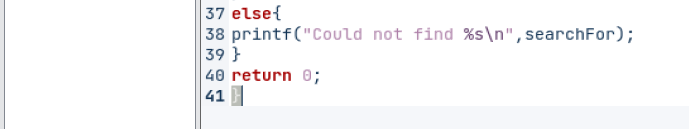 37 else{
38 printf("Could not find %s\n",searchFor);
39 }
40 return 0;
41 }